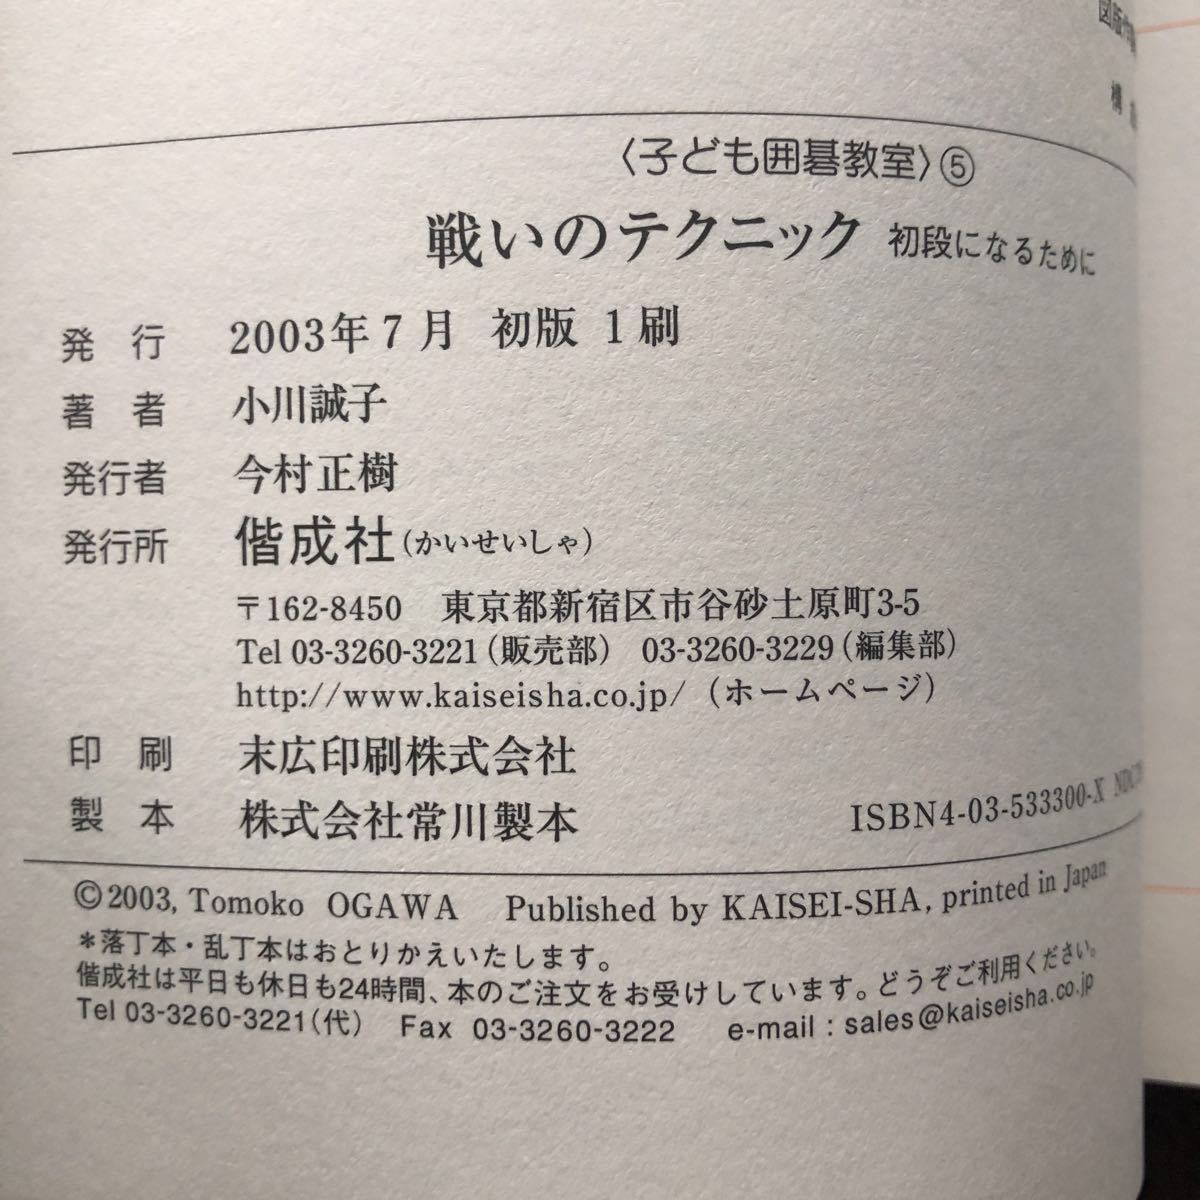 図版作
構
〈子ども囲碁教室〉⑤
戦いのテクニック 初段になるために
発 行 2003年7月 初版 1刷
著 者 小川誠子
発行者 今村正樹
発行所 偕成社(かいせいしゃ)
〒162-8450 東京都新宿区市谷砂土原町3-5
Tel 03-3260-3221(販売部) 03-3260-3229(編集部)
http://www.kaiseisha.co.jp/ (ホームページ)
印 刷 末広印刷株式会社
製 本 株式会社常川製本
ISBN4-03-533300-X NDC
©2003, Tomoko OGAWA Published by KAISEI-SHA, printed in Japan
*落丁本・乱丁本はおとりかえいたします。
偕成社は平日も休日も24時間、本のご注文をお受けしています。どうぞご利用ください。
Tel 03-3260-3221(代) Fax 03-3260-3222 e-mail : sales@kaiseisha.co.jp